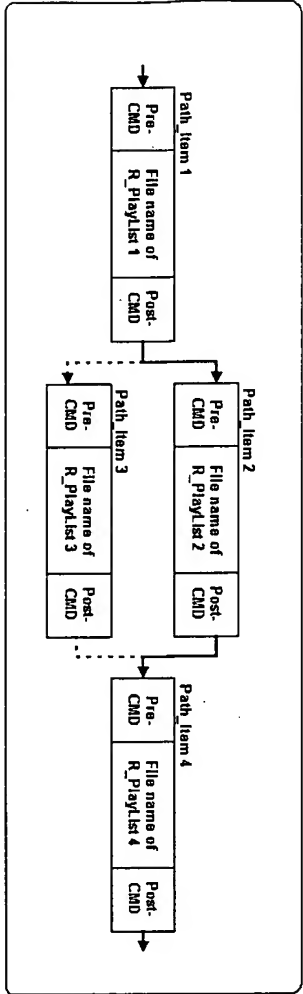 Path_Item 1
Pre-
CMD
File name of
R_PlayList 1
Post-
CMD
Path_Item 2
Pre-
CMD
File name of
R_PlayList 2
Post-
CMD
Path_Item 3
Pre-
CMD
File name of
R_PlayList 3
Post-
CMD
Path_Item 4
Pre-
CMD
File name of
R_PlayList 4
Post-
CMD